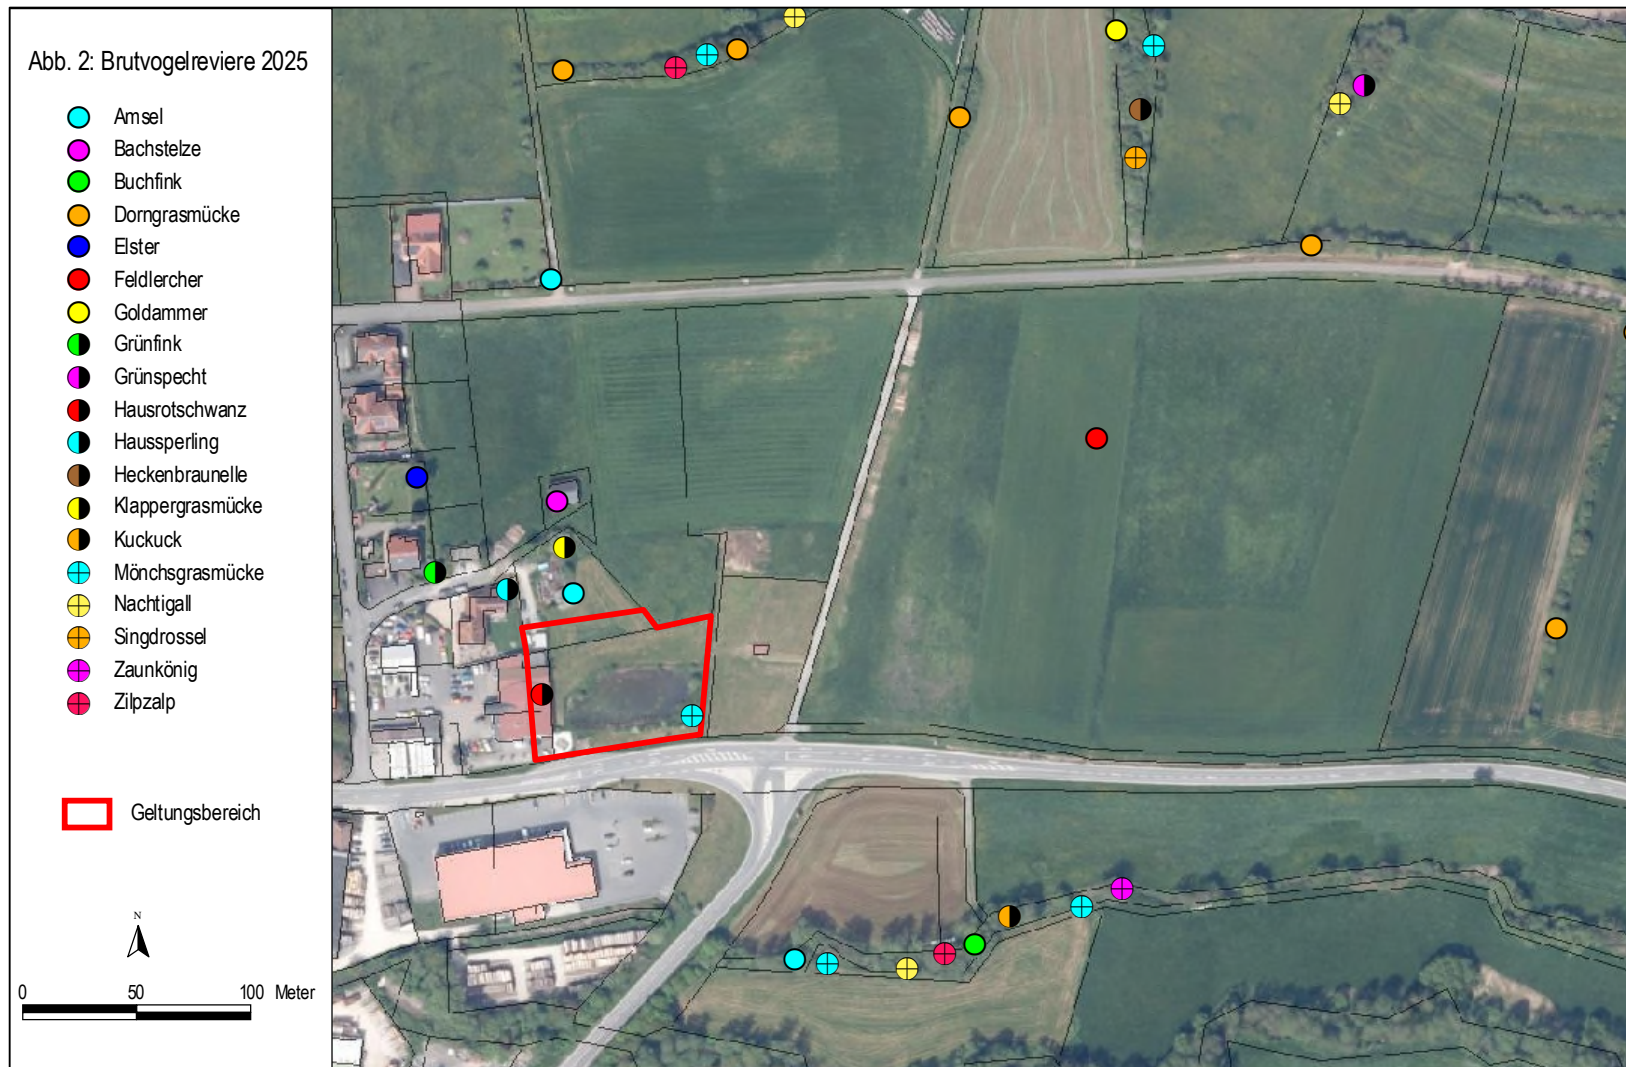 Abb. 2: Brutvogelreviere 2025
Amsel
Bachstelze
Buchfink
Dorngrasmücke
Elster
Feldlercher
Goldammer
Grünfink
Grünspecht
Hausrotschwanz
Haussperling
Heckenbraunelle
Klappergrasmücke
Kuckuck
Mönchsgrasmücke
Nachtigall
Singdrossel
Zaunkönig
Zilpzalp
Geltungsbereich
N
0 50 100 Meter